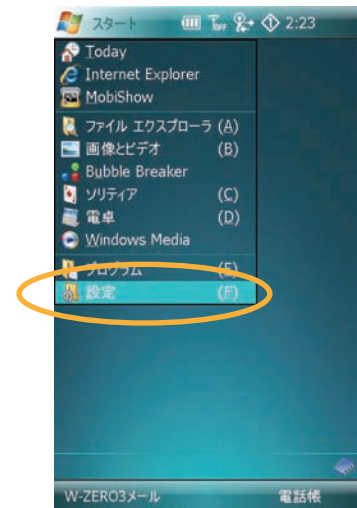 スタート 2:23
Today
Internet Explorer
MobiShow
ファイル エクスプローラ (A)
画像とビデオ (B)
Bubble Breaker
ソリティア (C)
電卓 (D)
Windows Media
プログラム (E)
設定 (F)
W-ZERO3メール 電話帳